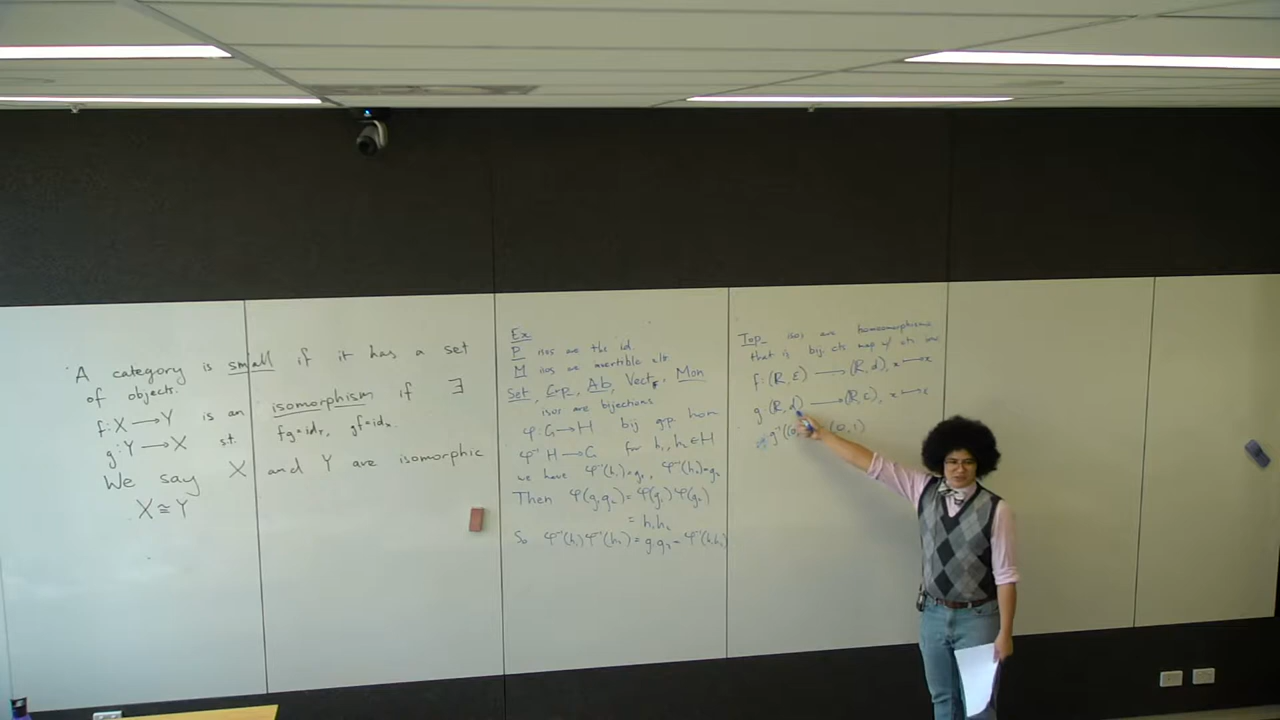 A category is small if it has a set
of objects.
f: X → Y is an isomorphism if ∃
g: Y → X st. fg = id_Y, gf = id_X.
We say X and Y are isomorphic
X ≅ Y
Ex
P isos are the id.
M isos are invertible elt.
Set, Grp, Ab, Vect, Mon
isos are bijections
φ: G → H bij grp hom
φ⁻¹ H → G for h₁, h₂ ∈ H
we have φ⁻¹(h₁) = g₁, φ⁻¹(h₂) = g₂
Then φ(g₁g₂) = φ(g₁)φ(g₂)
= h₁h₂
So φ⁻¹(h₁)φ⁻¹(h₂) = g₁g₂ = φ⁻¹(h₁h₂)
Top isos are homeomorphisms
that is bij. cts map w/ cts inv
f: (R, ε) → (R, d), x → x
g (R, d) → (R, ε), x → x
g⁻¹((0, (0,1)